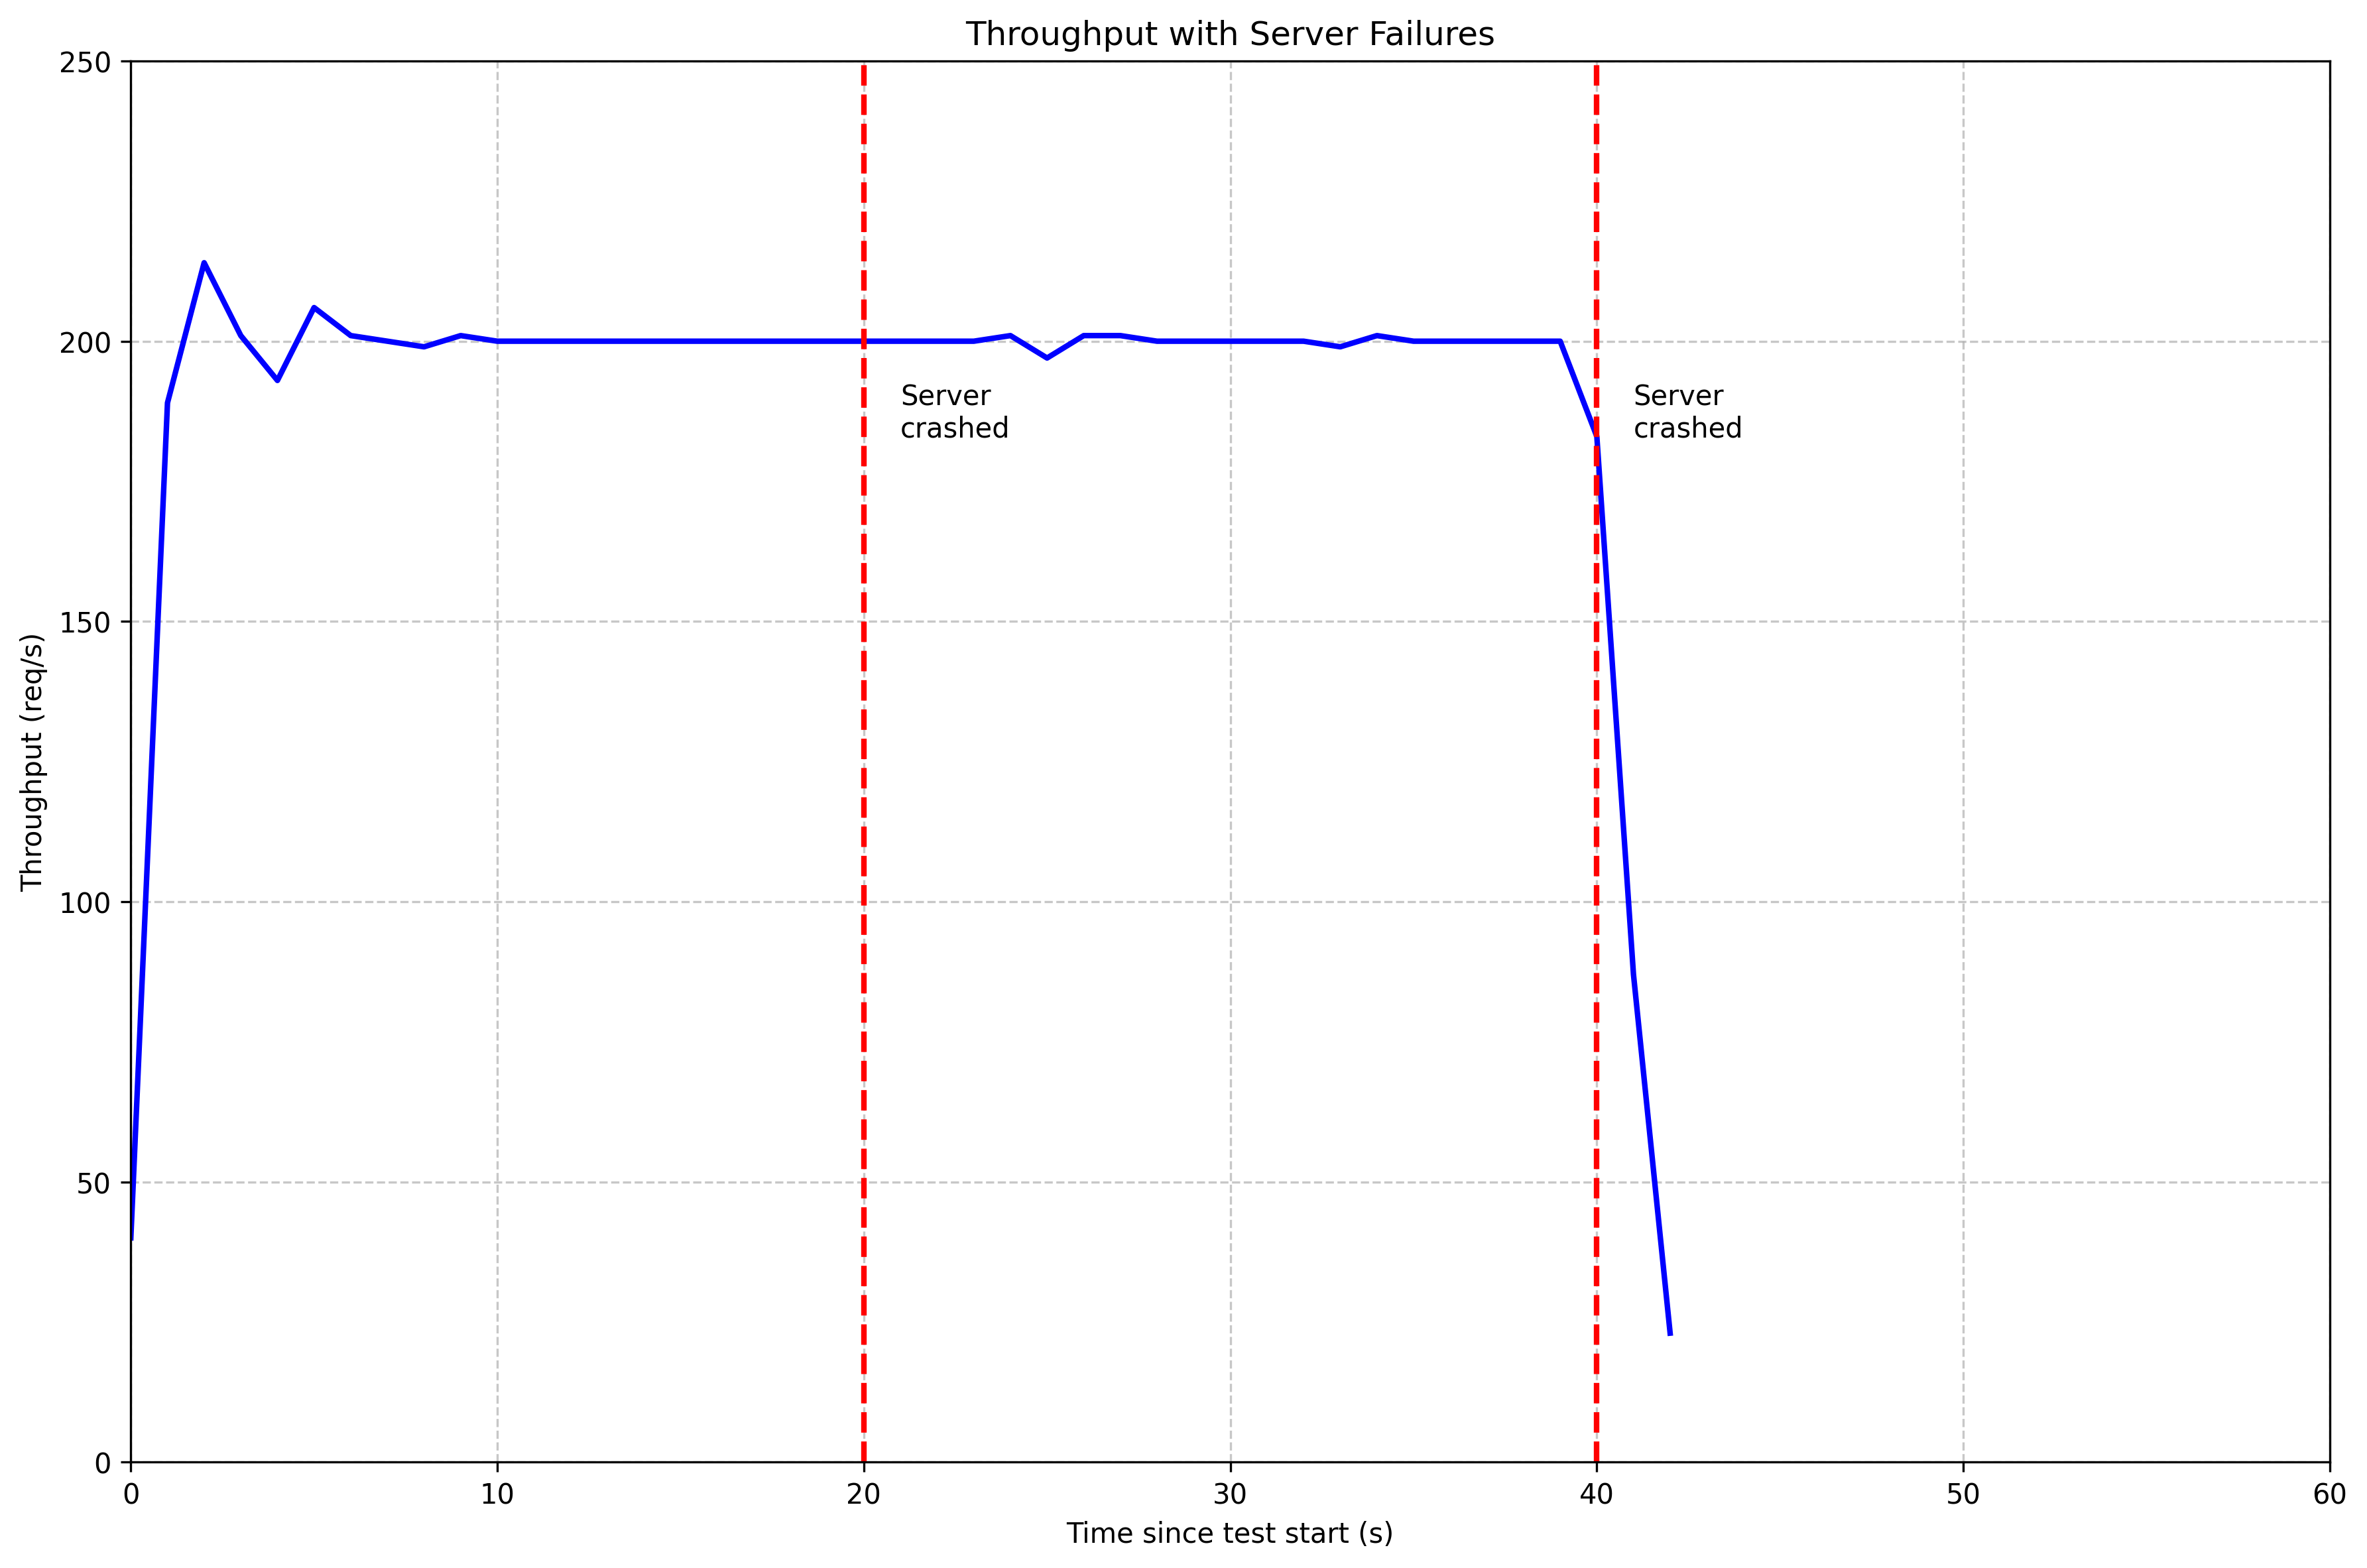 Throughput with Server Failures
250
200
150
100
50
0
Throughput (req/s)
Server
crashed
Server
crashed
0 10 20 30 40 50 60
Time since test start (s)